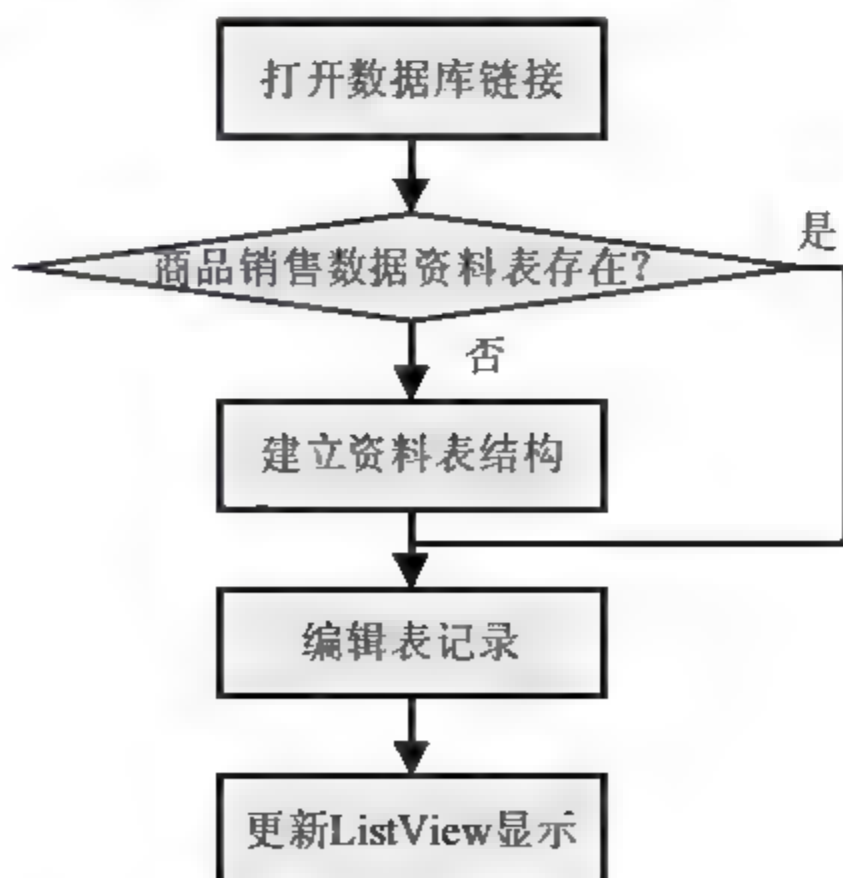 打开数据库链接
商品销售数据资料表存在?
是
否
建立资料表结构
编辑表记录
更新ListView显示